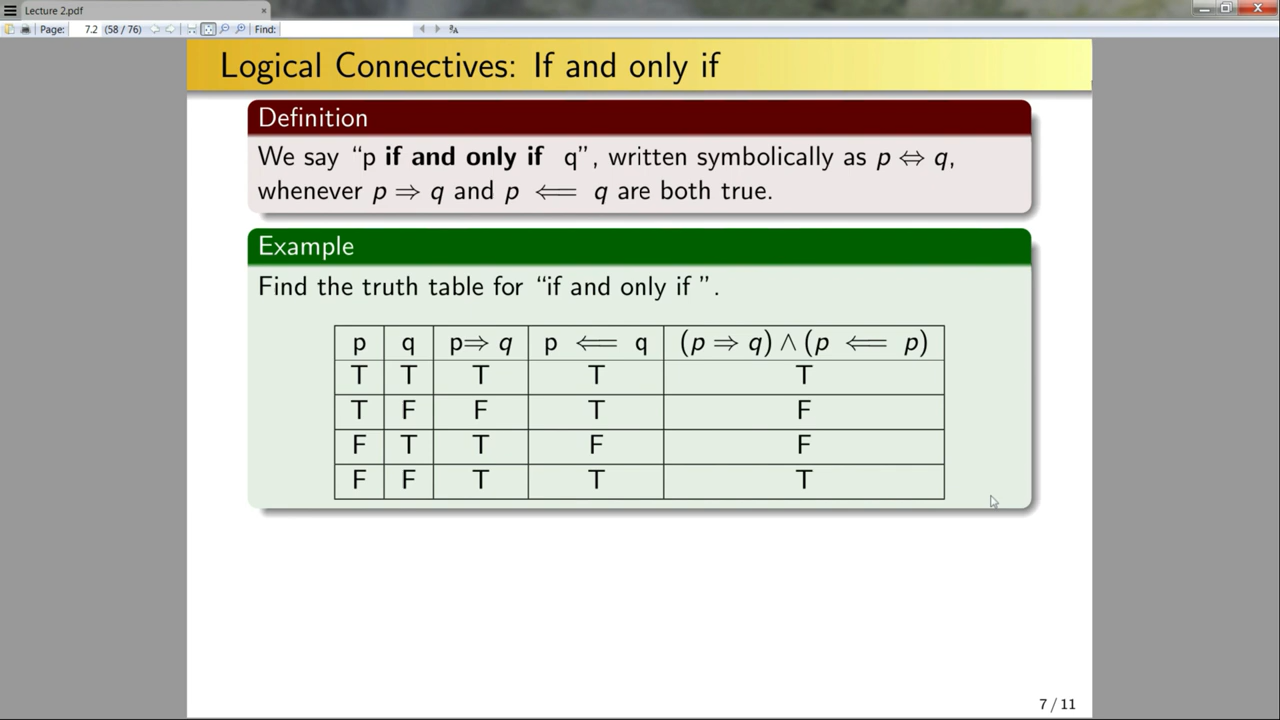 Lecture 2.pdf
Page: 7.2 (58 / 76) Find:
Logical Connectives: If and only if
Definition
We say “p if and only if q”, written symbolically as p ⇔ q,
whenever p ⇒ q and p ⟸ q are both true.
Example
Find the truth table for “if and only if ”.
p q p⇒ q p ⟸ q (p ⇒ q) ∧ (p ⟸ p)
T T T T T
T F F T F
F T T F F
F F T T T
7 / 11